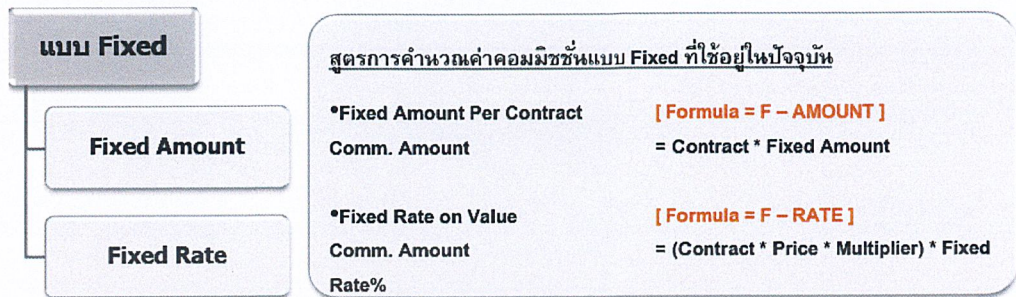 แบบ Fixed
Fixed Amount
Fixed Rate
สูตรการคำนวณค่าคอมมิชชั่นแบบ Fixed ที่ใช้อยู่ในปัจจุบัน
•Fixed Amount Per Contract [ Formula = F – AMOUNT ]
Comm. Amount = Contract * Fixed Amount
•Fixed Rate on Value [ Formula = F – RATE ]
Comm. Amount = (Contract * Price * Multiplier) * Fixed
Rate%